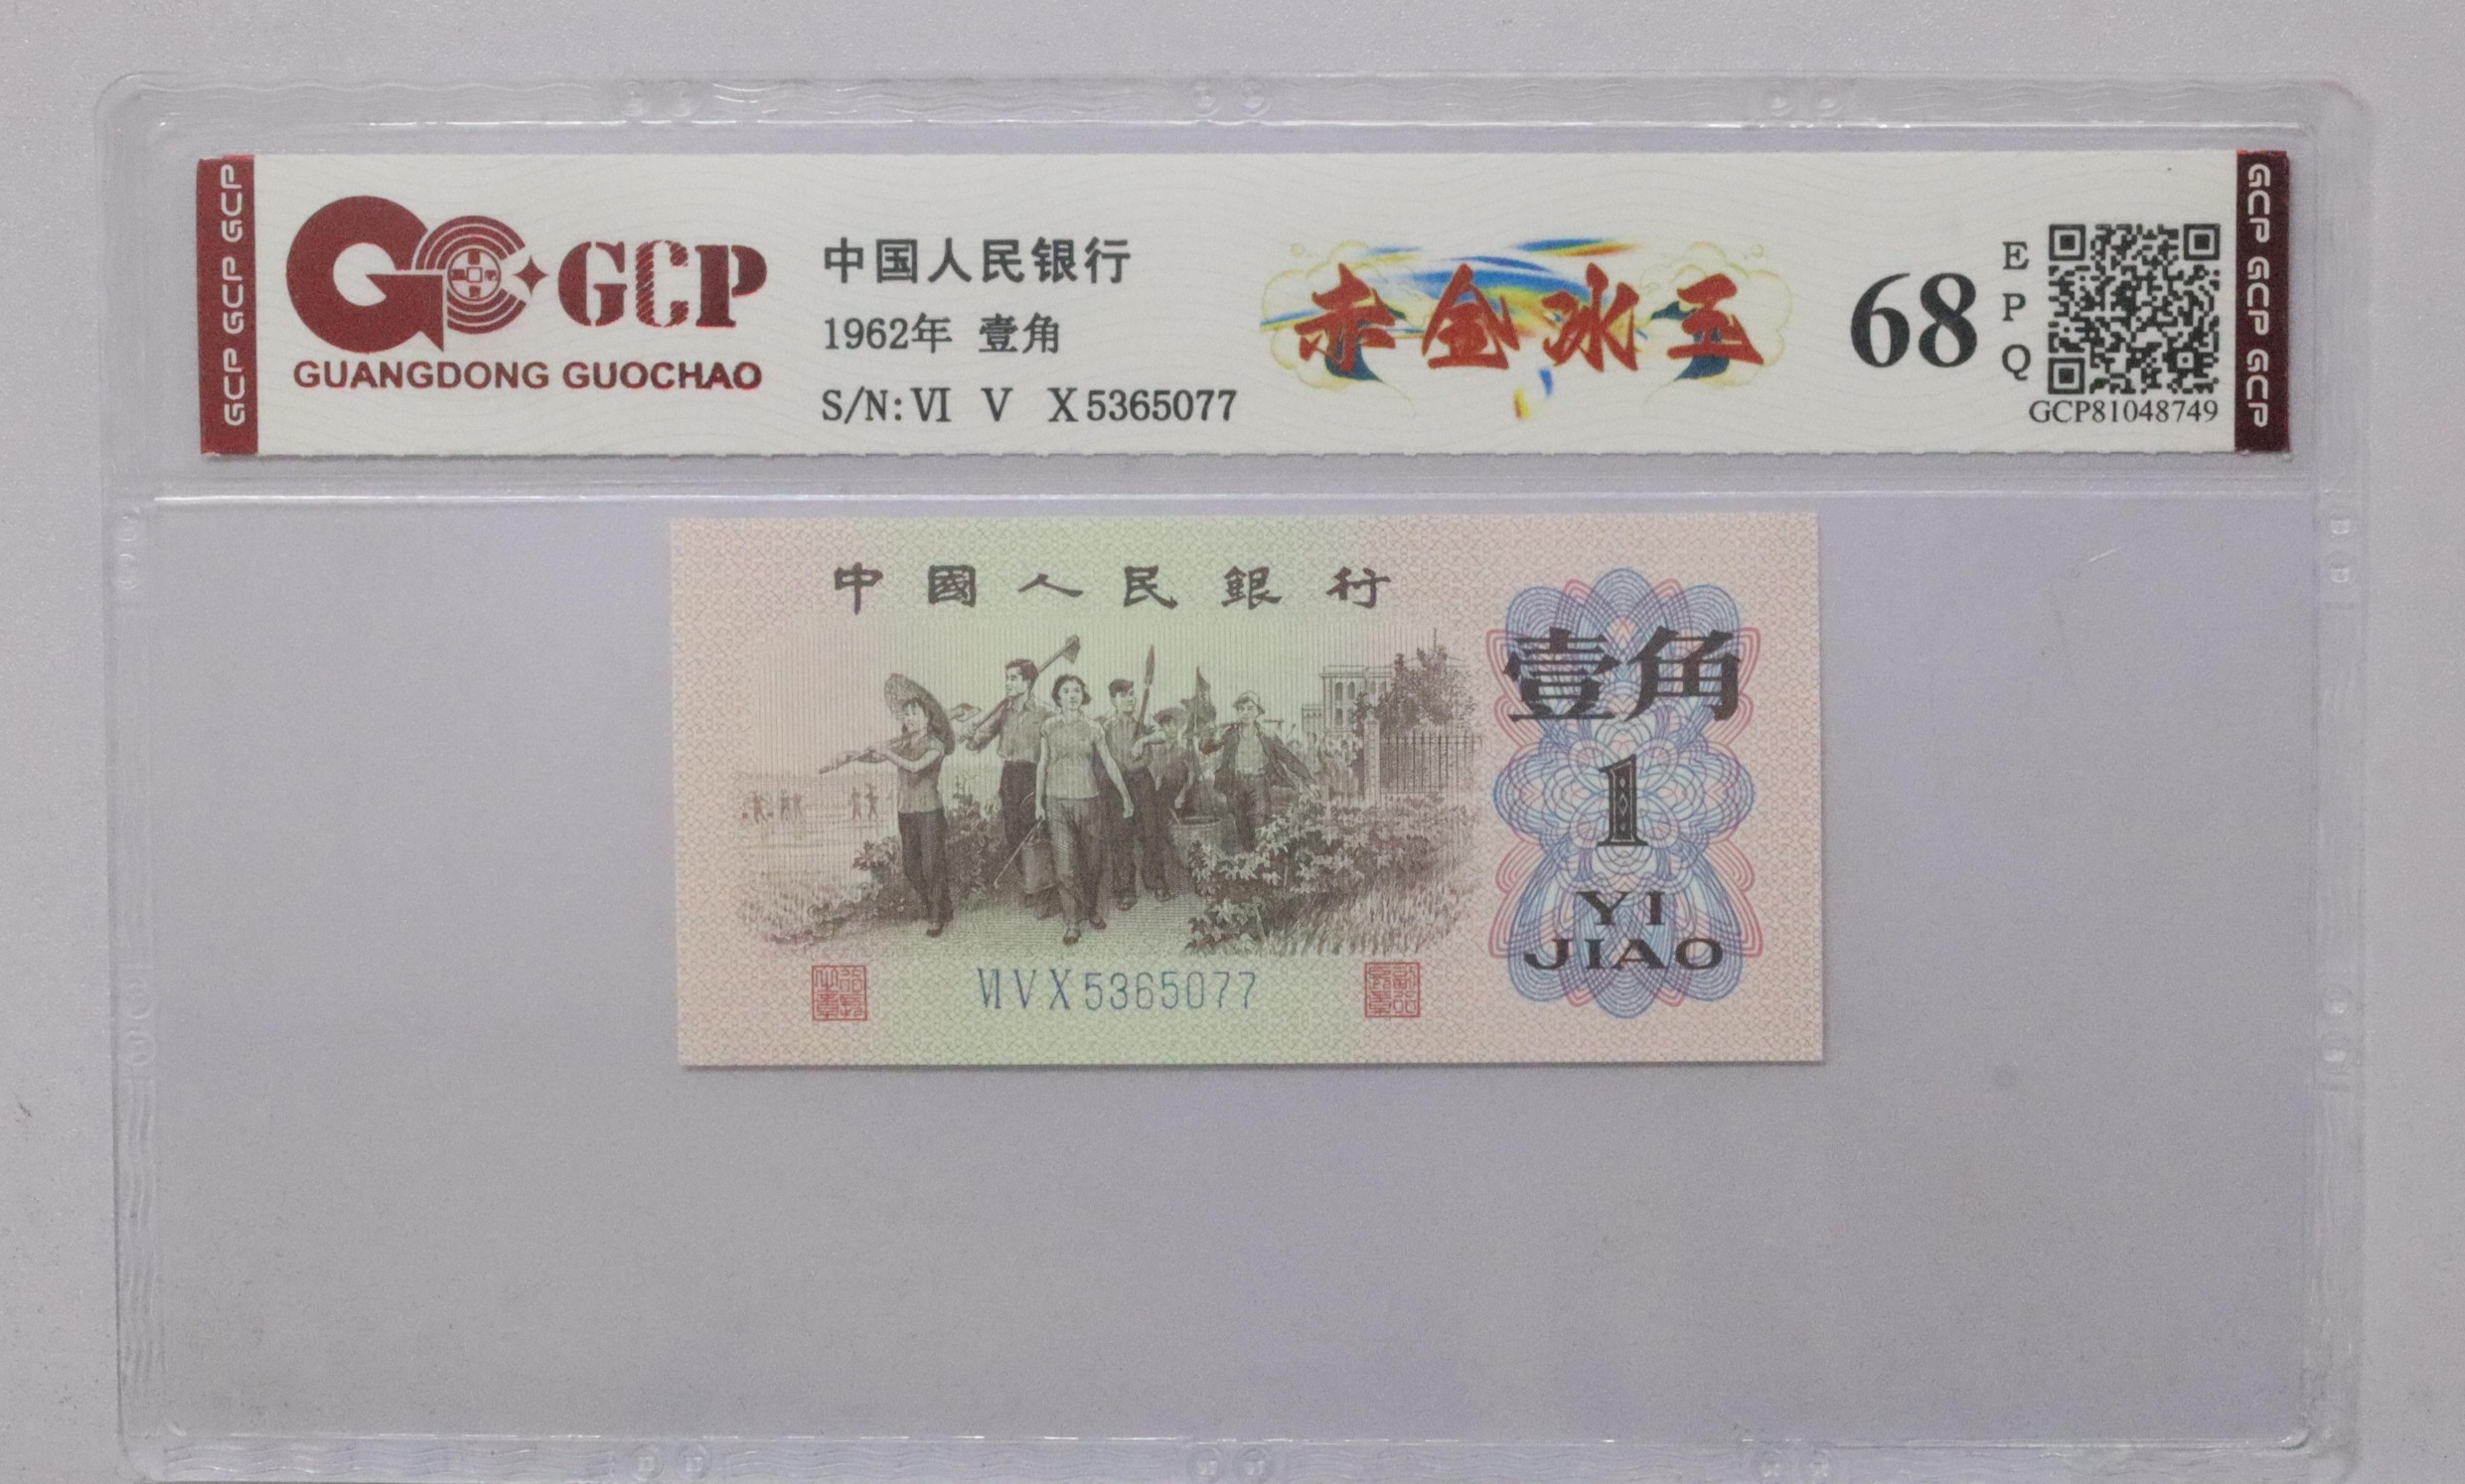 GCP GCP GCP
GCP
GUANGDONG GUOCHAO
中国人民银行
1962年 壹角
S/N: VI V X 5365077
赤金冰玉
68
E
P
Q
GCP81048749
GCP GCP GCP
中國人民銀行
壹角
1
YI
JIAO
VI V X 5365077